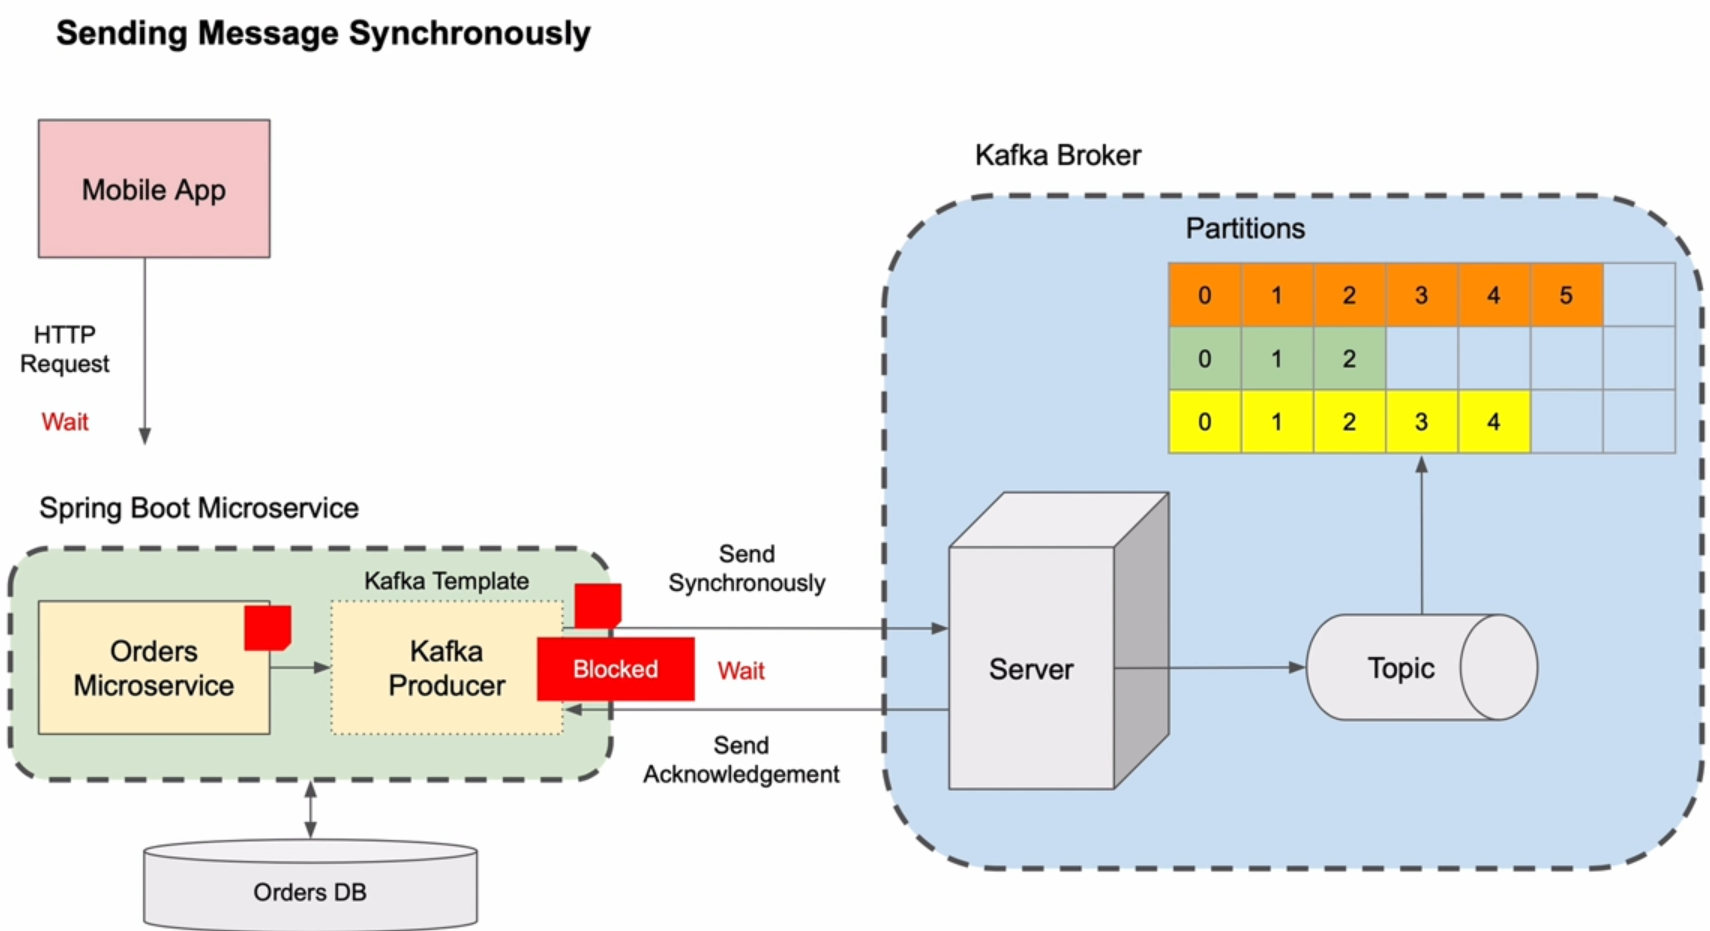 Sending Message Synchronously
Mobile App
HTTP
Request
Wait
Spring Boot Microservice
Kafka Template
Orders
Microservice
Kafka
Producer
Blocked
Wait
Send
Synchronously
Send
Acknowledgement
Orders DB
Kafka Broker
Partitions
0 1 2 3 4 5
0 1 2
0 1 2 3 4
Server
Topic